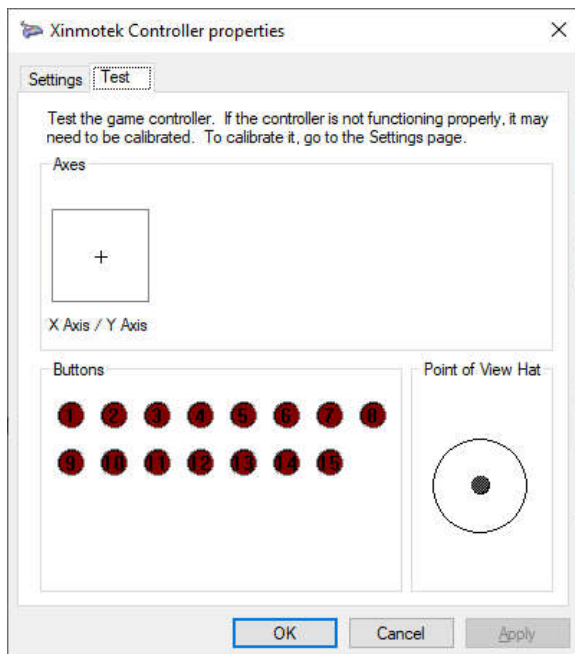 Xinmotek Controller properties
Settings Test
Test the game controller. If the controller is not functioning properly, it may
need to be calibrated. To calibrate it, go to the Settings page.
Axes
X Axis / Y Axis
Buttons
1 2 3 4 5 6 7 8
9 10 11 12 13 14 15
Point of View Hat
OK Cancel Apply